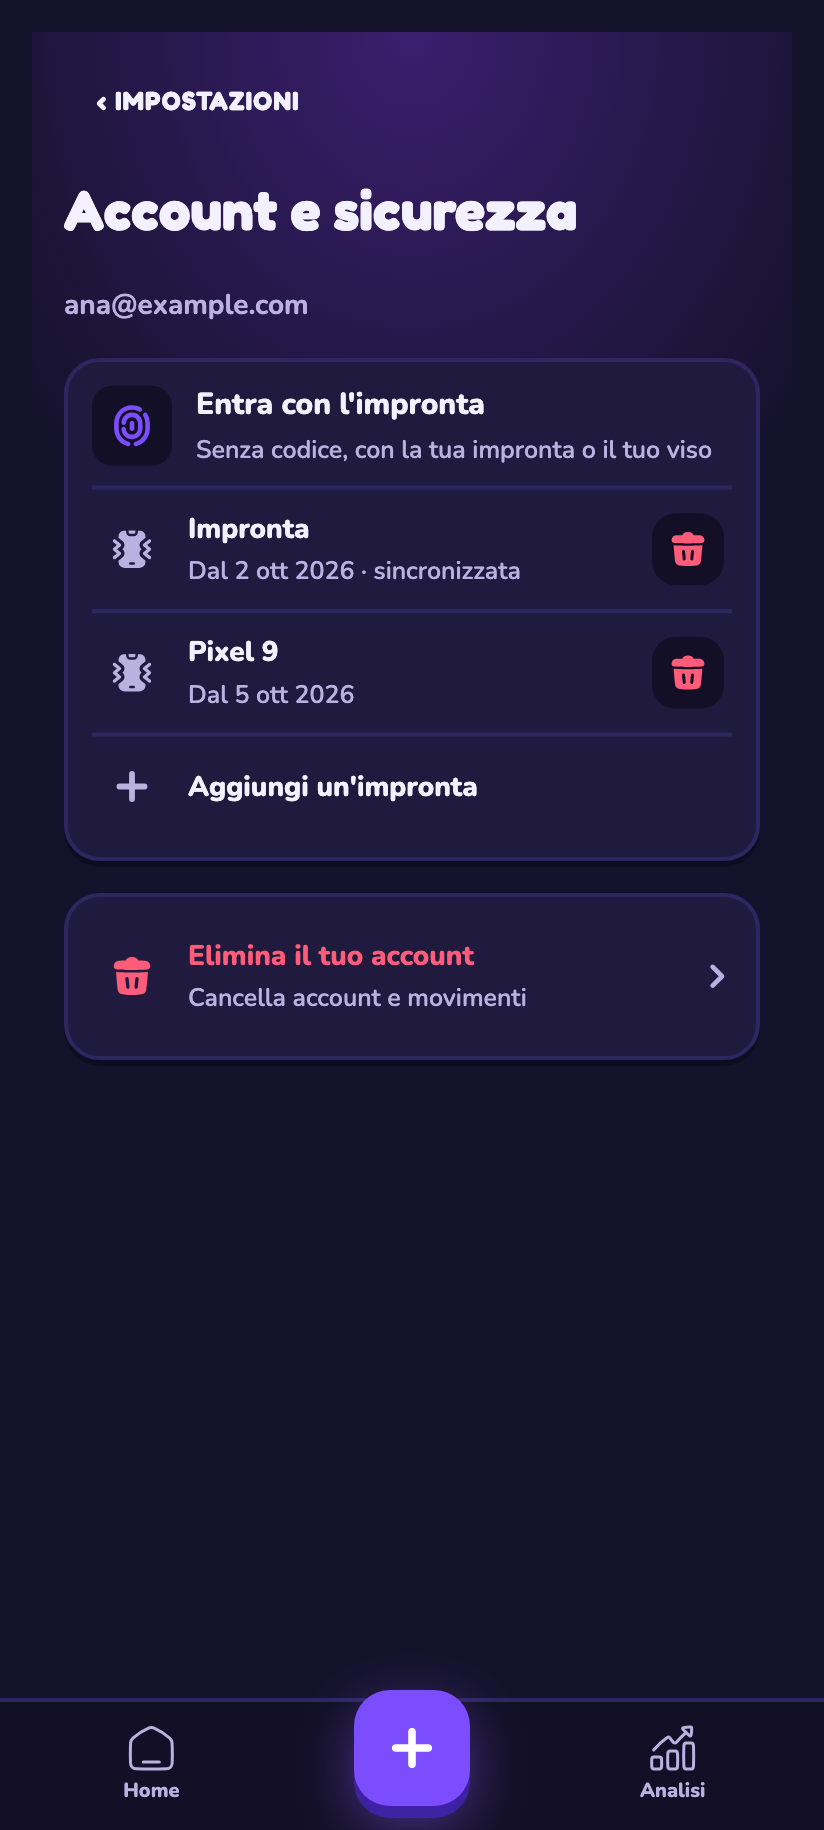 ‹ IMPOSTAZIONI
Account e sicurezza
ana@example.com
Entra con l'impronta
Senza codice, con la tua impronta o il tuo viso
Impronta
Dal 2 ott 2026 · sincronizzata
Pixel 9
Dal 5 ott 2026
Aggiungi un'impronta
Elimina il tuo account
Cancella account e movimenti
Home
Analisi